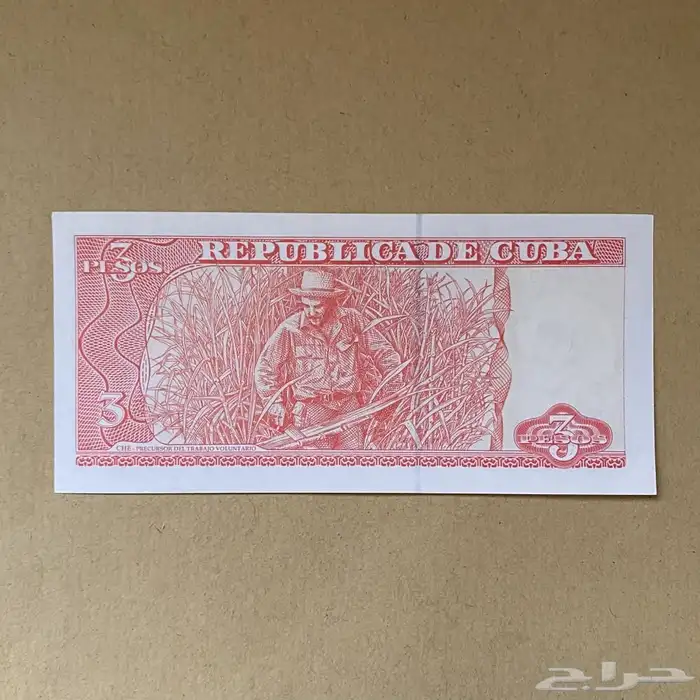 3
PESOS
REPUBLICA DE CUBA
3
CHE - PRECURSOR DEL TRABAJO VOLUNTARIO
3
PESOS
حراج